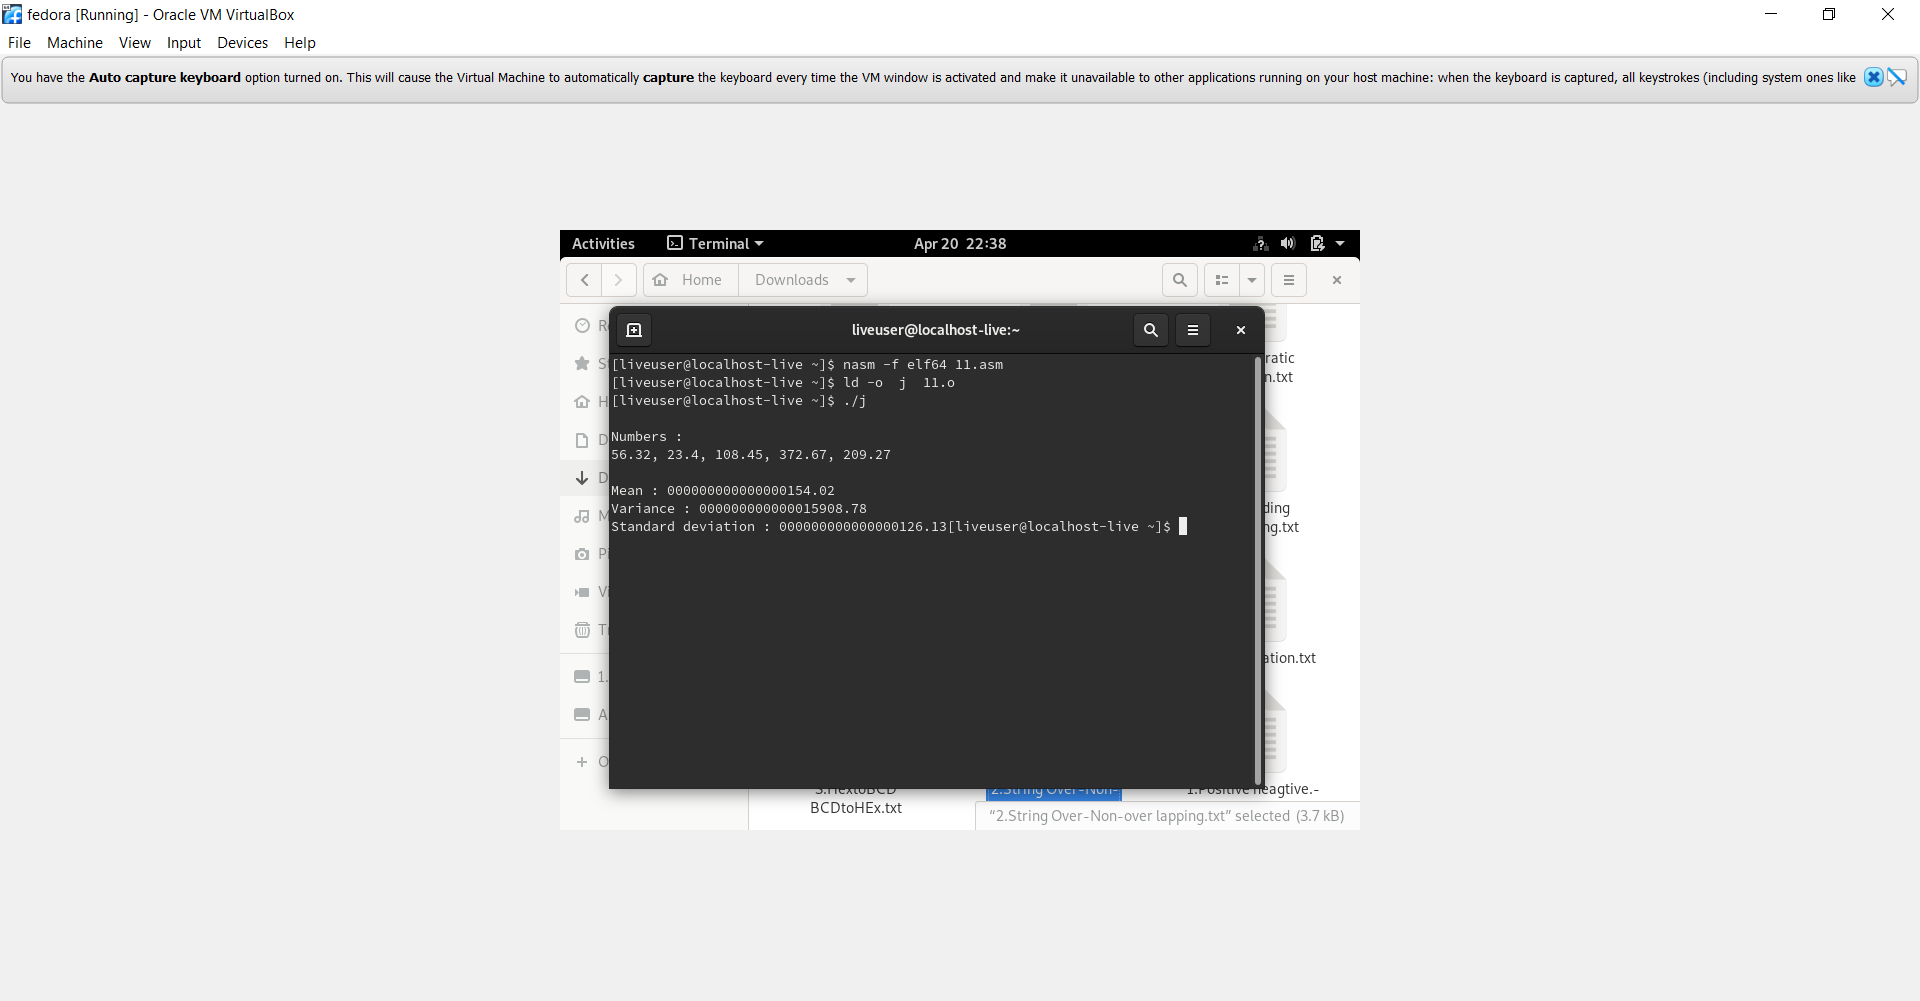 fedora [Running] - Oracle VM VirtualBox
File Machine View Input Devices Help
You have the Auto capture keyboard option turned on. This will cause the Virtual Machine to automatically capture the keyboard every time the VM window is activated and make it unavailable to other applications running on your host machine: when the keyboard is captured, all keystrokes (including system ones like
Activities Terminal Apr 20 22:38
Home Downloads
liveuser@localhost-live:~
[liveuser@localhost-live ~]$ nasm -f elf64 11.asm
[liveuser@localhost-live ~]$ ld -o  j  11.o
[liveuser@localhost-live ~]$ ./j
Numbers :
56.32, 23.4, 108.45, 372.67, 209.27
Mean : 000000000000000154.02
Variance : 000000000000015908.78
Standard deviation : 000000000000000126.13[liveuser@localhost-live ~]$
ratic
n.txt
ding
ng.txt
ation.txt
3.HextoBCD
BCDtoHEx.txt
2.String Over-Non-
1.Positive neagtive.-
“2.String Over-Non-over lapping.txt” selected (3.7 kB)